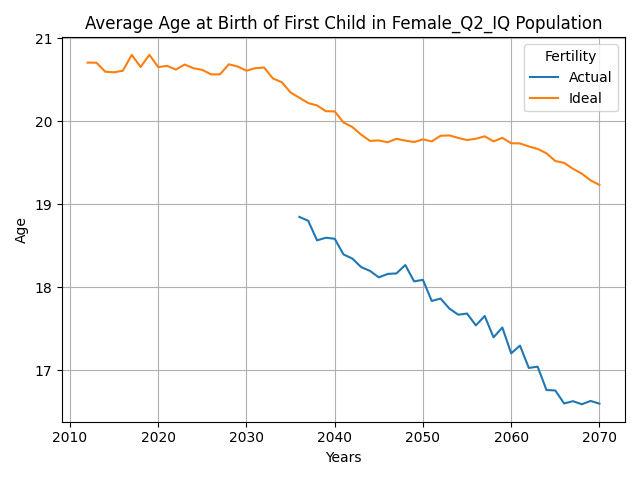 Average Age at Birth of First Child in Female_Q2_IQ Population
21
20
19
18
17
Age
2010 2020 2030 2040 2050 2060 2070
Years
Fertility
Actual
Ideal